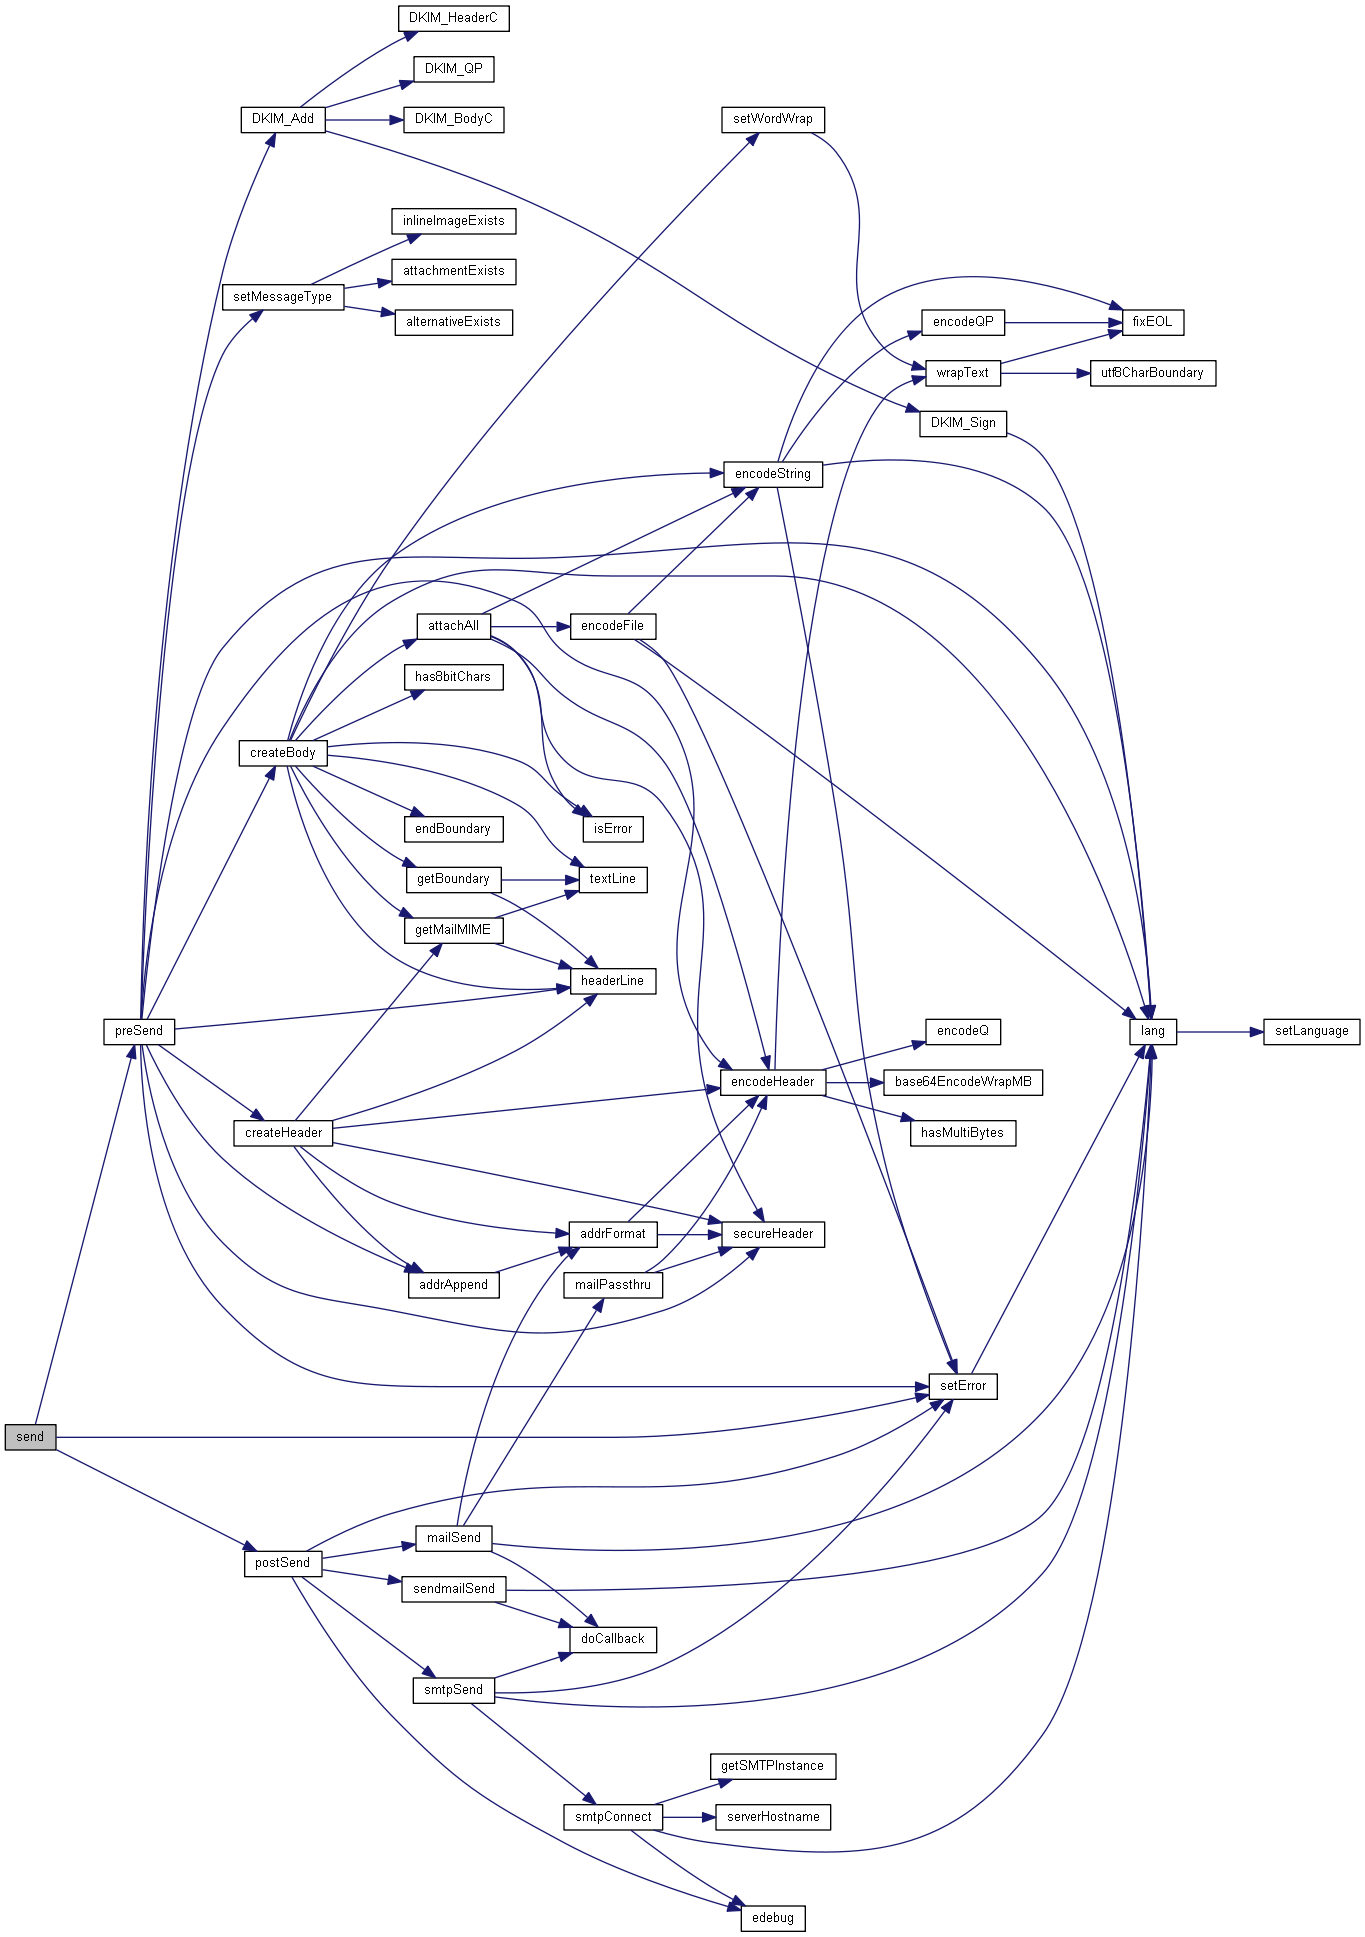 DKIM_HeaderC
DKIM_QP
DKIM_Add
DKIM_BodyC
setWordWrap
inlineImageExists
attachmentExists
setMessageType
alternativeExists
encodeQP
fixEOL
wrapText
utf8CharBoundary
DKIM_Sign
encodeString
attachAll
encodeFile
has8bitChars
createBody
endBoundary
isError
getBoundary
textLine
getMailMIME
headerLine
preSend
encodeQ
lang
setLanguage
encodeHeader
base64EncodeWrapMB
createHeader
hasMultiBytes
addrFormat
secureHeader
addrAppend
mailPassthru
setError
send
mailSend
postSend
sendmailSend
doCallback
smtpSend
getSMTPInstance
smtpConnect
serverHostname
edebug